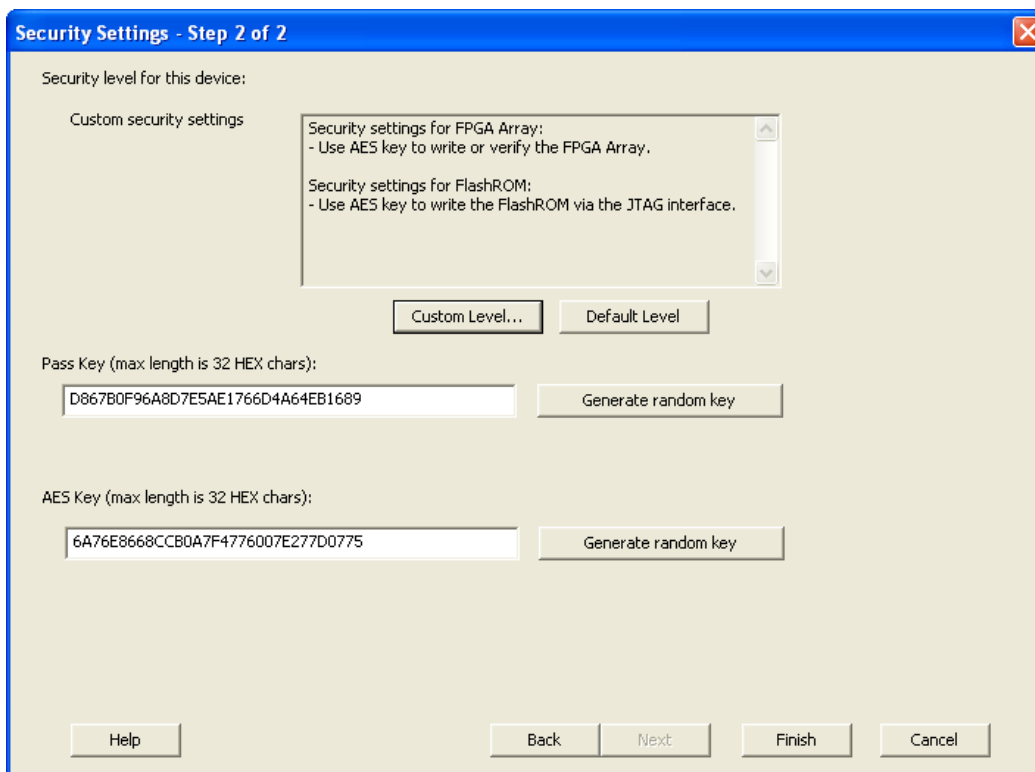 Security Settings - Step 2 of 2
Security level for this device:
Custom security settings
Security settings for FPGA Array:
- Use AES key to write or verify the FPGA Array.
Security settings for FlashROM:
- Use AES key to write the FlashROM via the JTAG interface.
Custom Level...
Default Level
Pass Key (max length is 32 HEX chars):
D867B0F96A8D7E5AE1766D4A64EB1689
Generate random key
AES Key (max length is 32 HEX chars):
6A76E8668CCB0A7F4776007E277D0775
Generate random key
Help
Back
Next
Finish
Cancel